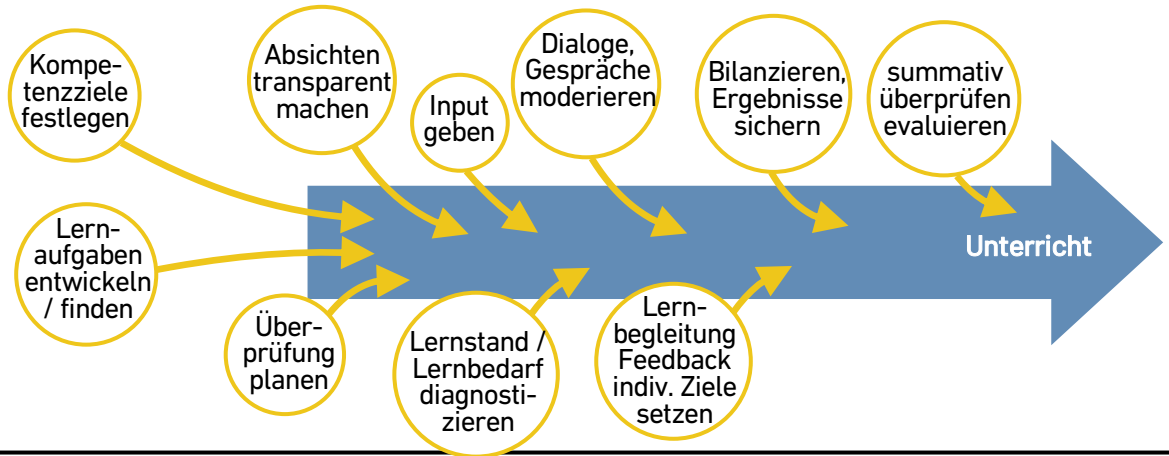 Kompe-
tenzziele
festlegen
Absichten
transparent
machen
Input
geben
Dialoge,
Gespräche
moderieren
Bilanzieren,
Ergebnisse
sichern
summativ
überprüfen
evaluieren
Lern-
aufgaben
entwickeln
/ finden
Unterricht
Über-
prüfung
planen
Lernstand /
Lernbedarf
diagnosti-
zieren
Lern-
begleitung
Feedback
indiv. Ziele
setzen